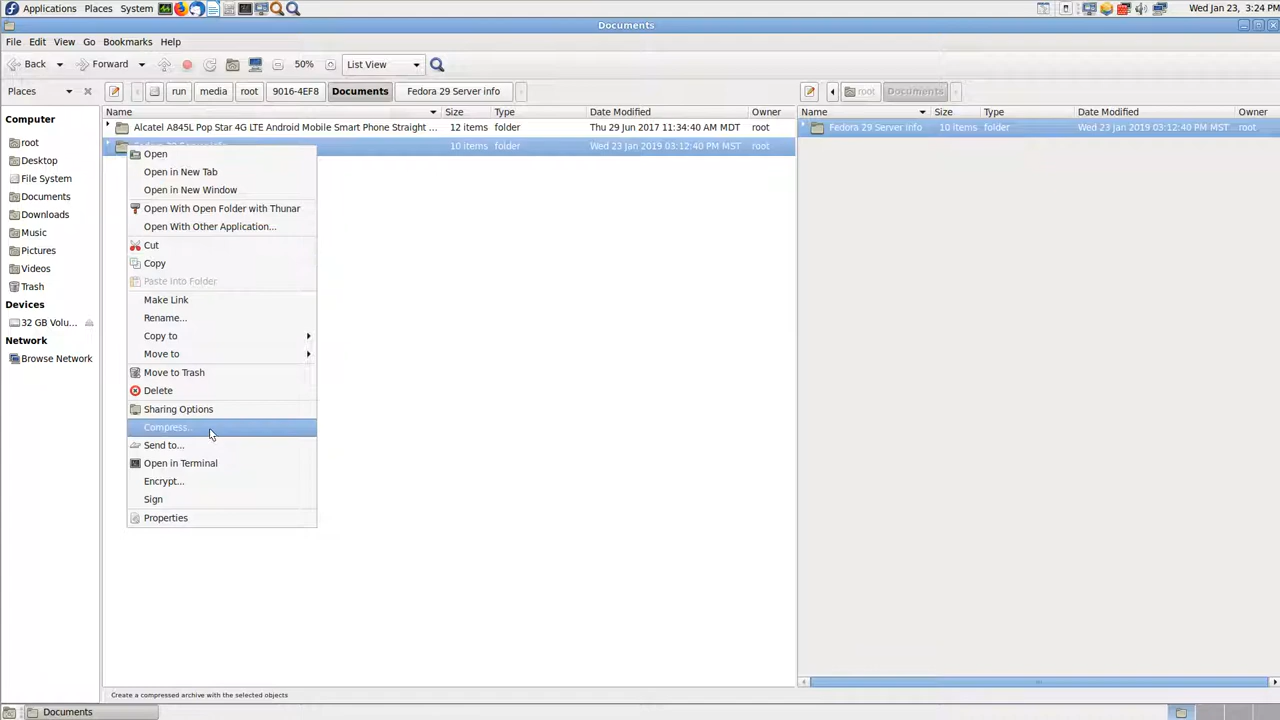 Applications Places System Wed Jan 23, 3:24 PM
Documents
File Edit View Go Bookmarks Help
Back Forward 50% List View
Places run media root 9016-4EF8 Documents Fedora 29 Server info root Documents
Name Size Type Date Modified Owner Name Size Type Date Modified Owner
Computer
root
Desktop
File System
Documents
Downloads
Music
Pictures
Videos
Trash
Devices
32 GB Volu...
Network
Browse Network
Alcatel A845L Pop Star 4G LTE Android Mobile Smart Phone Straight ... 12 items folder Thu 29 Jun 2017 11:34:40 AM MDT root
10 items folder Wed 23 Jan 2019 03:12:40 PM MST root
Fedora 29 Server info 10 items folder Wed 23 Jan 2019 03:12:40 PM MST... root
Open
Open in New Tab
Open in New Window
Open With Open Folder with Thunar
Open With Other Application...
Cut
Copy
Paste Into Folder
Make Link
Rename...
Copy to
Move to
Move to Trash
Delete
Sharing Options
Compress...
Send to...
Open in Terminal
Encrypt...
Sign
Properties
Create a compressed archive with the selected objects
Documents